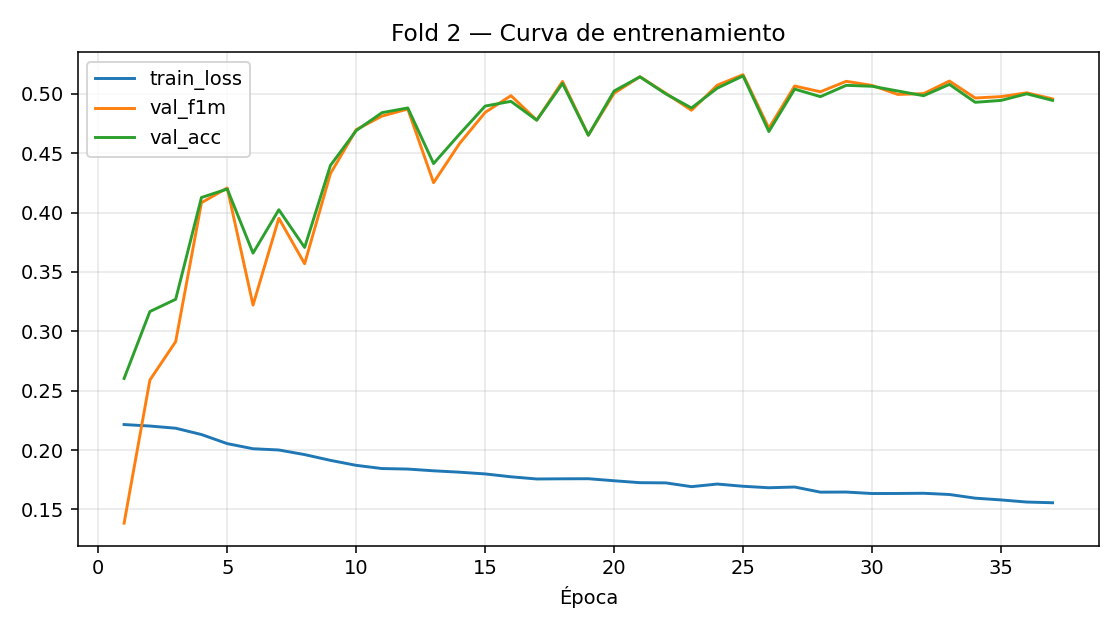 Fold 2 — Curva de entrenamiento
train_loss
val_f1m
val_acc
0.50
0.45
0.40
0.35
0.30
0.25
0.20
0.15
0 5 10 15 20 25 30 35
Época